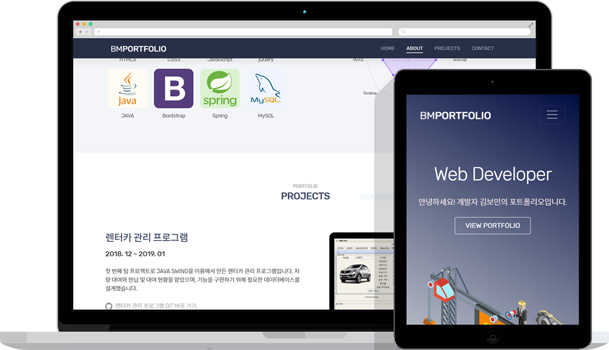 BMPORTFOLIO
HOME ABOUT PROJECTS CONTACT
HTML5 CSS3 JavaScript jQuery
JAVA Bootstrap Spring MySQL
Java
B
spring
MySQL
PORTFOLIO
PROJECTS
렌터카 관리 프로그램
2018. 12 ~ 2019. 01
첫 번째 팀 프로젝트로 JAVA SWING을 이용해서 만든 렌터카 관리 프로그램입니다. 차
량 대여와 반납 및 대여 현황을 맡았으며, 기능을 구현하기 위해 필요한 데이터베이스를
설계했습니다.
렌터카 관리 프로그램 GIT 바로 가기
BMPORTFOLIO
Web Developer
안녕하세요! 개발자 김보민의 포트폴리오입니다.
VIEW PORTFOLIO